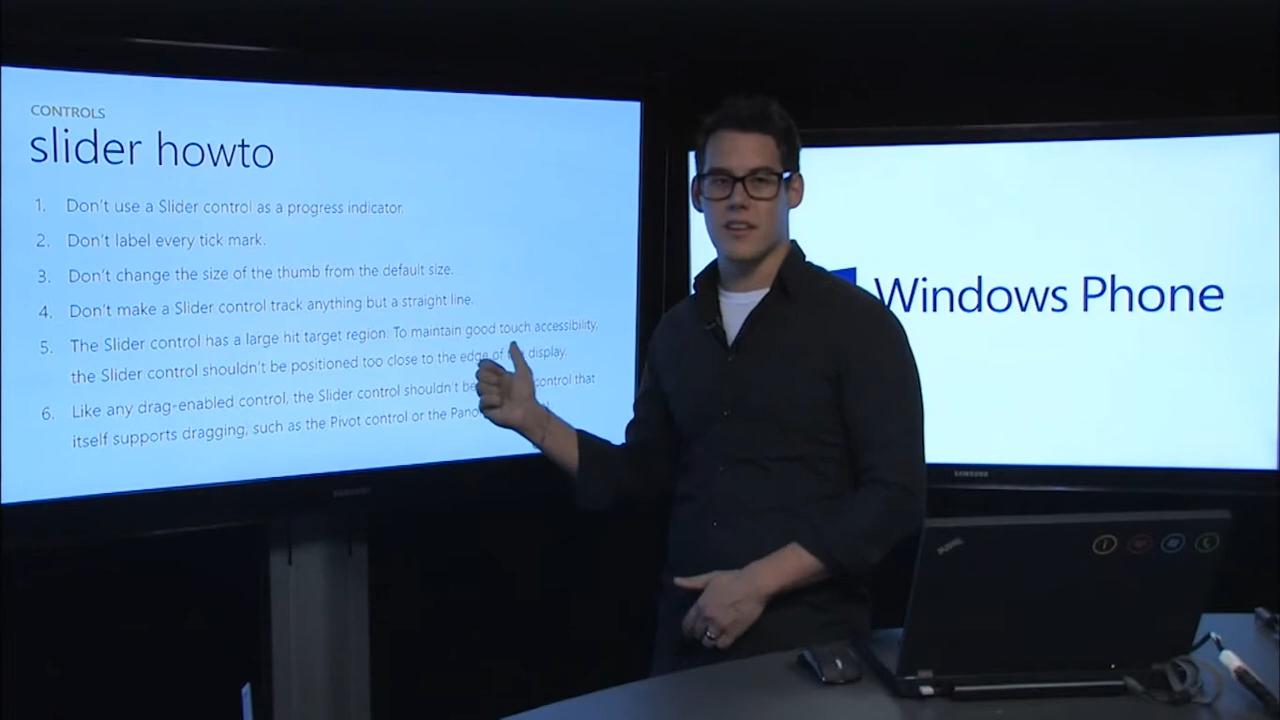 CONTROLS
slider howto
1. Don't use a Slider control as a progress indicator.
2. Don't label every tick mark.
3. Don't change the size of the thumb from the default size.
4. Don't make a Slider control track anything but a straight line.
5. The Slider control has a large hit target region. To maintain good touch accessibility,
the Slider control shouldn't be positioned too close to the edge of display.
6. Like any drag-enabled control, the Slider control shouldn't be control that
itself supports dragging, such as the Pivot control or the
Windows Phone
SAMSUNG
SAMSUNG
ThinkPad